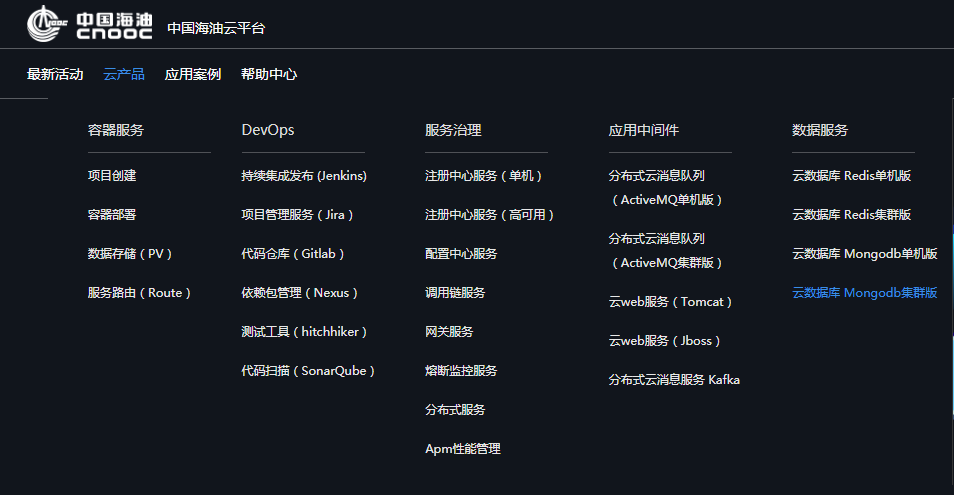 CNOOC
中国海油
CNOOC
中国海油云平台
最新活动 云产品 应用案例 帮助中心
容器服务
项目创建
容器部署
数据存储（PV）
服务路由（Route）
DevOps
持续集成发布 (Jenkins)
项目管理服务（Jira）
代码仓库（Gitlab）
依赖包管理（Nexus）
测试工具（hitchhiker）
代码扫描（SonarQube）
服务治理
注册中心服务（单机）
注册中心服务（高可用）
配置中心服务
调用链服务
网关服务
熔断监控服务
分布式服务
Apm性能管理
应用中间件
分布式云消息队列
（ActiveMQ单机版）
分布式云消息队列
（ActiveMQ集群版）
云web服务（Tomcat）
云web服务（Jboss）
分布式云消息服务 Kafka
数据服务
云数据库 Redis单机版
云数据库 Redis集群版
云数据库 Mongodb单机版
云数据库 Mongodb集群版